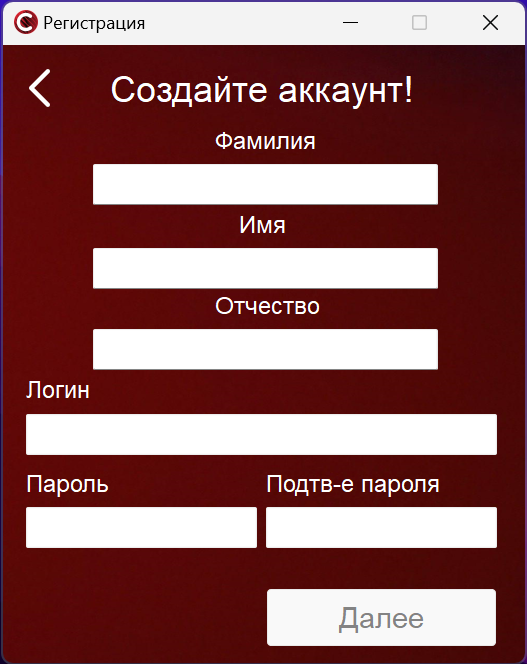 Регистрация
Создайте аккаунт!
Фамилия
Имя
Отчество
Логин
Пароль Подтв-е пароля
Далее